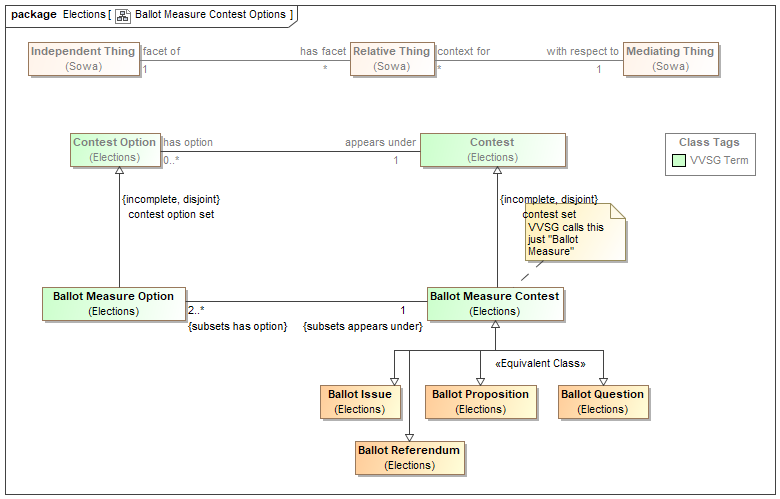 package Elections [ Ballot Measure Contest Options ]
Independent Thing
(Sowa)
facet of
1
has facet
*
Relative Thing
(Sowa)
context for
*
with respect to
1
Mediating Thing
(Sowa)
Contest Option
(Elections)
has option
0..*
appears under
1
Contest
(Elections)
Class Tags
VVSG Term
{incomplete, disjoint}
contest option set
{incomplete, disjoint}
contest set
VVSG calls this
just "Ballot
Measure"
Ballot Measure Option
(Elections)
2..*
{subsets has option}
1
{subsets appears under}
Ballot Measure Contest
(Elections)
«Equivalent Class»
Ballot Issue
(Elections)
Ballot Proposition
(Elections)
Ballot Question
(Elections)
Ballot Referendum
(Elections)